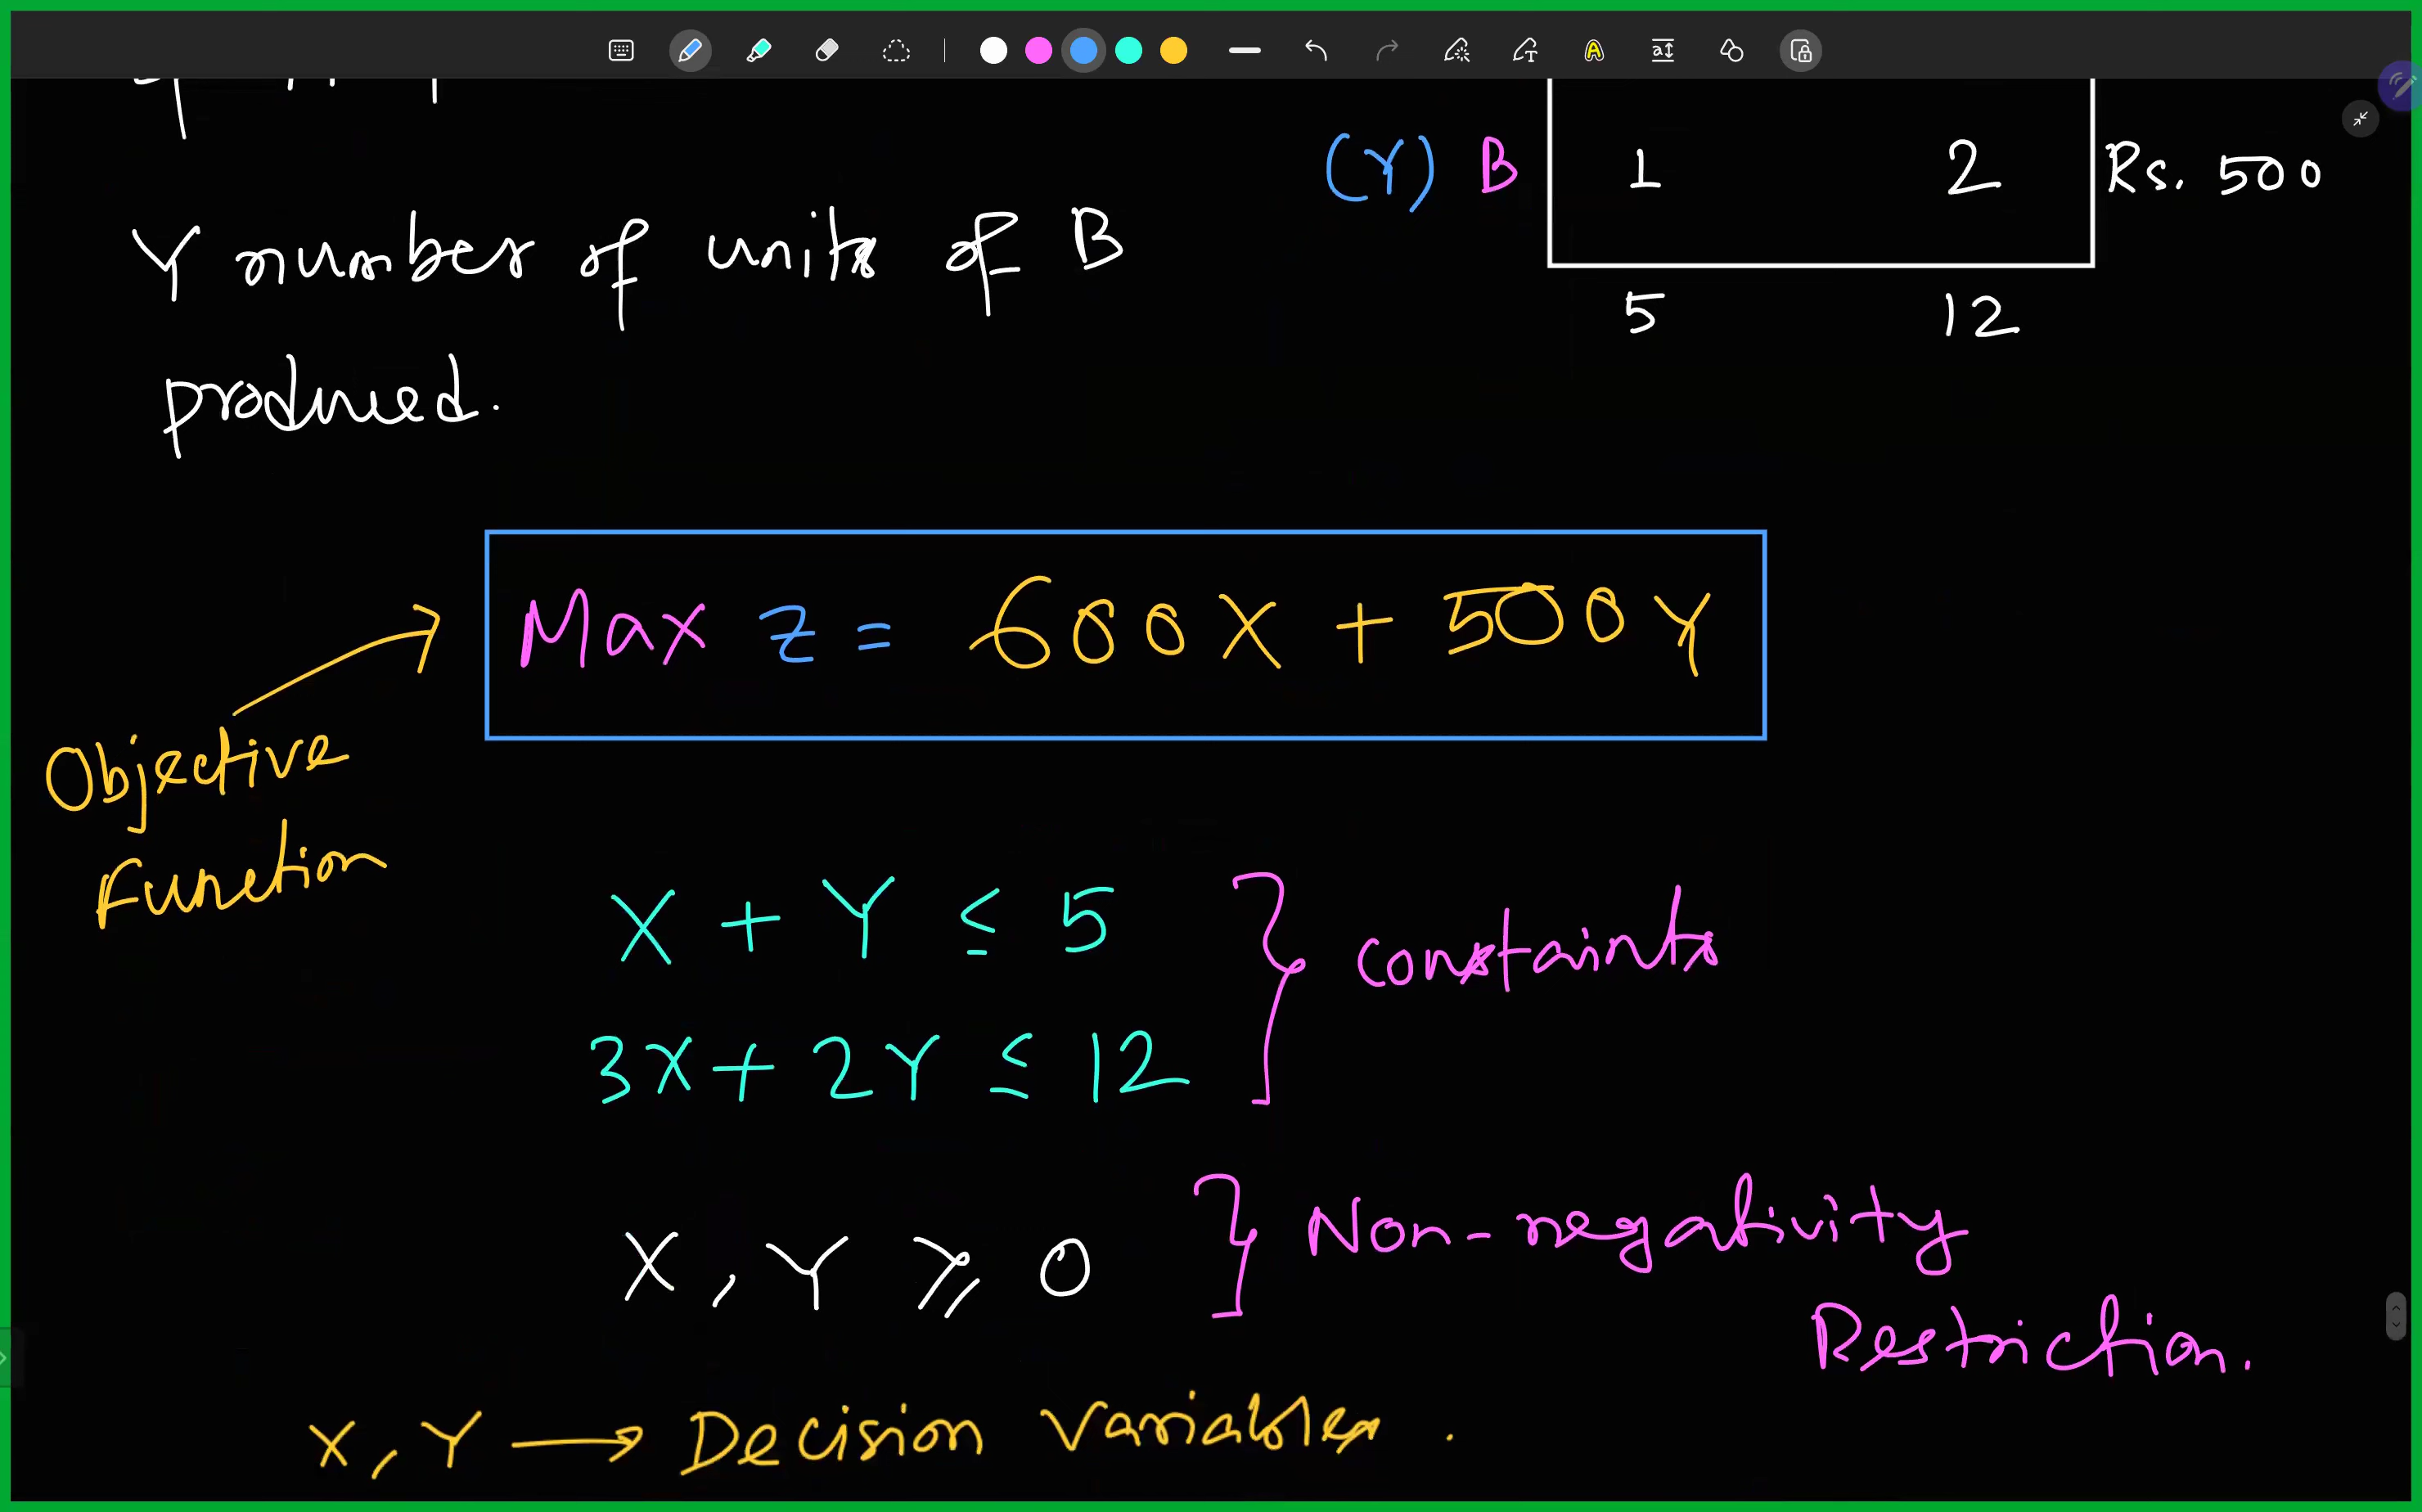 (Y) B 1 2 Rs. 500
Y number of units of B
5 12
produced.
Max Z = 600X + 500Y
Objective
Function
X + Y ≤ 5
constaints
3X + 2Y ≤ 12
X, Y ≥ 0
Non-negativity
Restriction.
X, Y → Decision Variables.